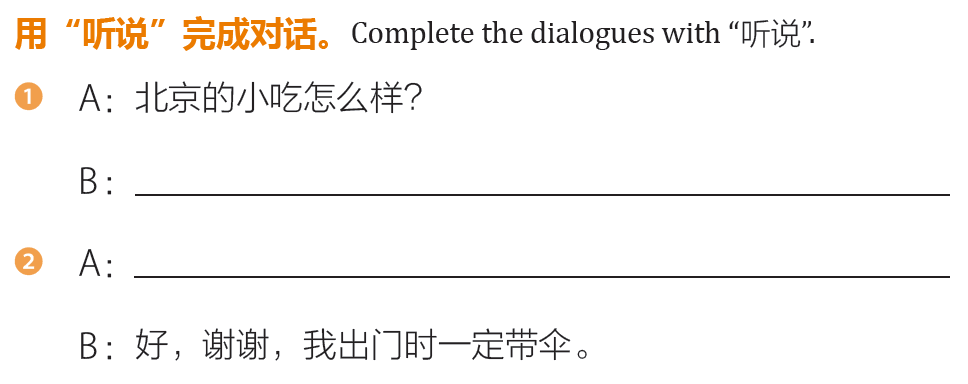 用“听说”完成对话。Complete the dialogues with “听说”.
1 A：北京的小吃怎么样？
B：
2 A：
B：好，谢谢，我出门时一定带伞。